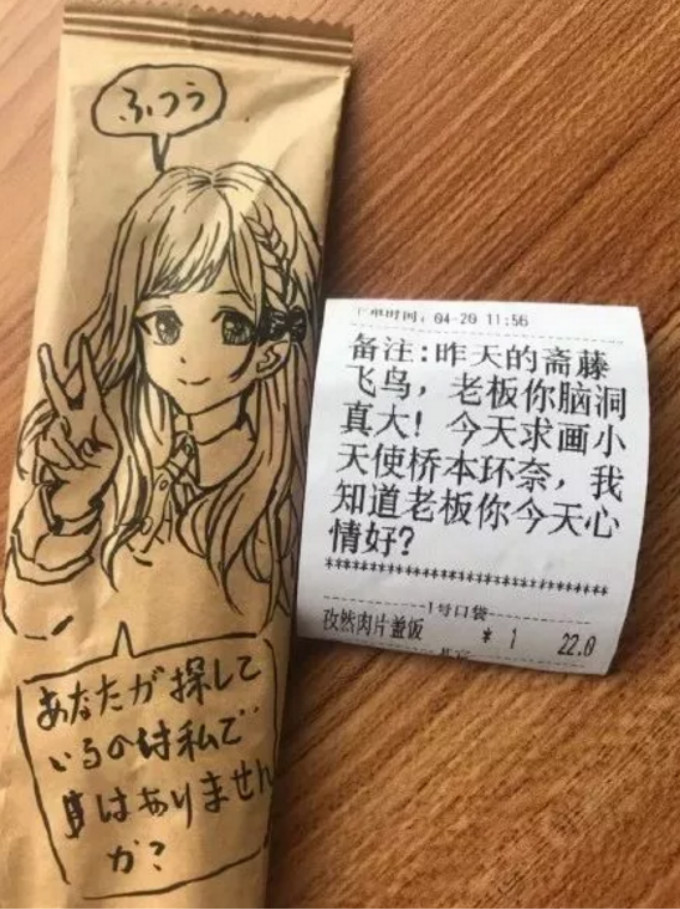 ふつう
あなたが探して
いるの対私で
身はありません
か?
下单时间: 04-20 11:56
备注:昨天的斋藤
飞鸟，老板你脑洞
真大! 今天求画小
天使桥本环奈，我
知道老板你今天心
情好?
********************************
--------1号口袋--------
孜然肉片盖饭 * 1 22.0
其它